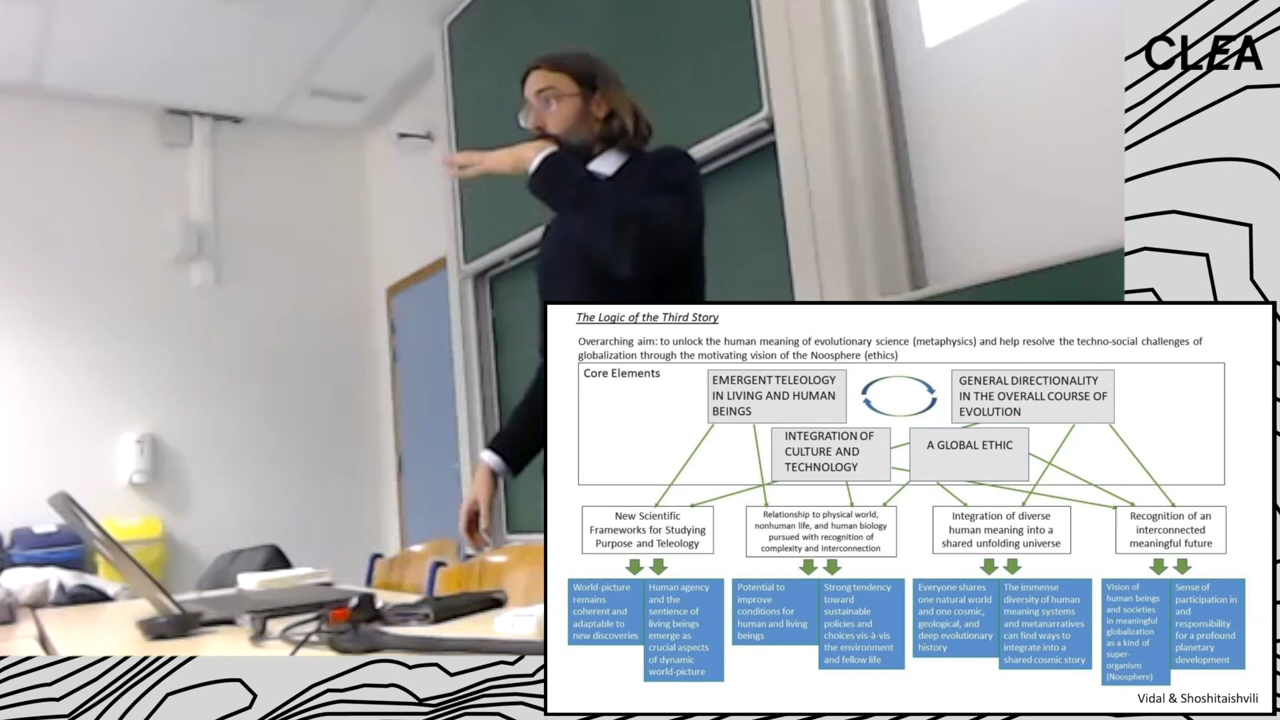 CLEA
The Logic of the Third Story
Overarching aim: to unlock the human meaning of evolutionary science (metaphysics) and help resolve the techno-social challenges of
globalization through the motivating vision of the Noosphere (ethics)
Core Elements
EMERGENT TELEOLOGY
IN LIVING AND HUMAN
BEINGS
GENERAL DIRECTIONALITY
IN THE OVERALL COURSE OF
EVOLUTION
INTEGRATION OF
CULTURE AND
TECHNOLOGY
A GLOBAL ETHIC
New Scientific
Frameworks for Studying
Purpose and Teleology
Relationship to physical world,
nonhuman life, and human biology
pursued with recognition of
complexity and interconnection
Integration of diverse
human meaning into a
shared unfolding universe
Recognition of an
interconnected
meaningful future
World-picture
remains
coherent and
adaptable to
new discoveries
Human agency
and the
sentience of
living beings
emerge as
crucial aspects
of dynamic
world-picture
Potential to
improve
conditions for
human and living
beings
Strong tendency
toward
sustainable
policies and
choices vis-à-vis
the environment
and fellow life
Everyone shares
one natural world
and one cosmic,
geological, and
deep evolutionary
history
The immense
diversity of human
meaning systems
and metanarratives
can find ways to
integrate into a
shared cosmic story
Vision of
human beings
and societies
in meaningful
globalization
as a kind of
super-
organism
(Noosphere)
Sense of
participation in
and
responsibility
for a profound
planetary
development
Vidal & Shoshitaishvili